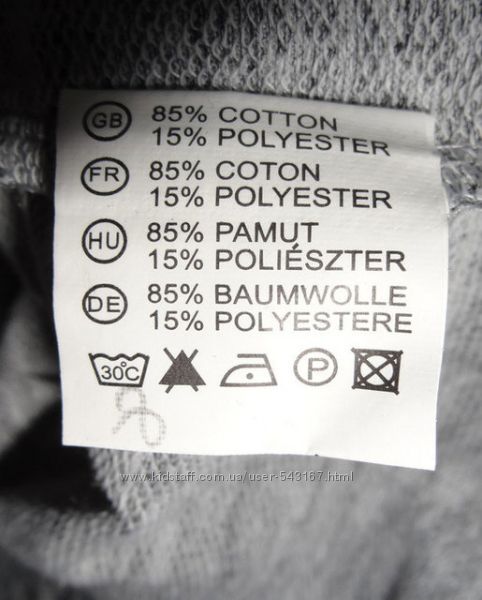 GB 85% COTTON
15% POLYESTER
FR 85% COTON
15% POLYESTER
HU 85% PAMUT
15% POLIÉSZTER
DE 85% BAUMWOLLE
15% POLYESTERE
30°C P
www.kidstaff.com.ua/user-543167.html